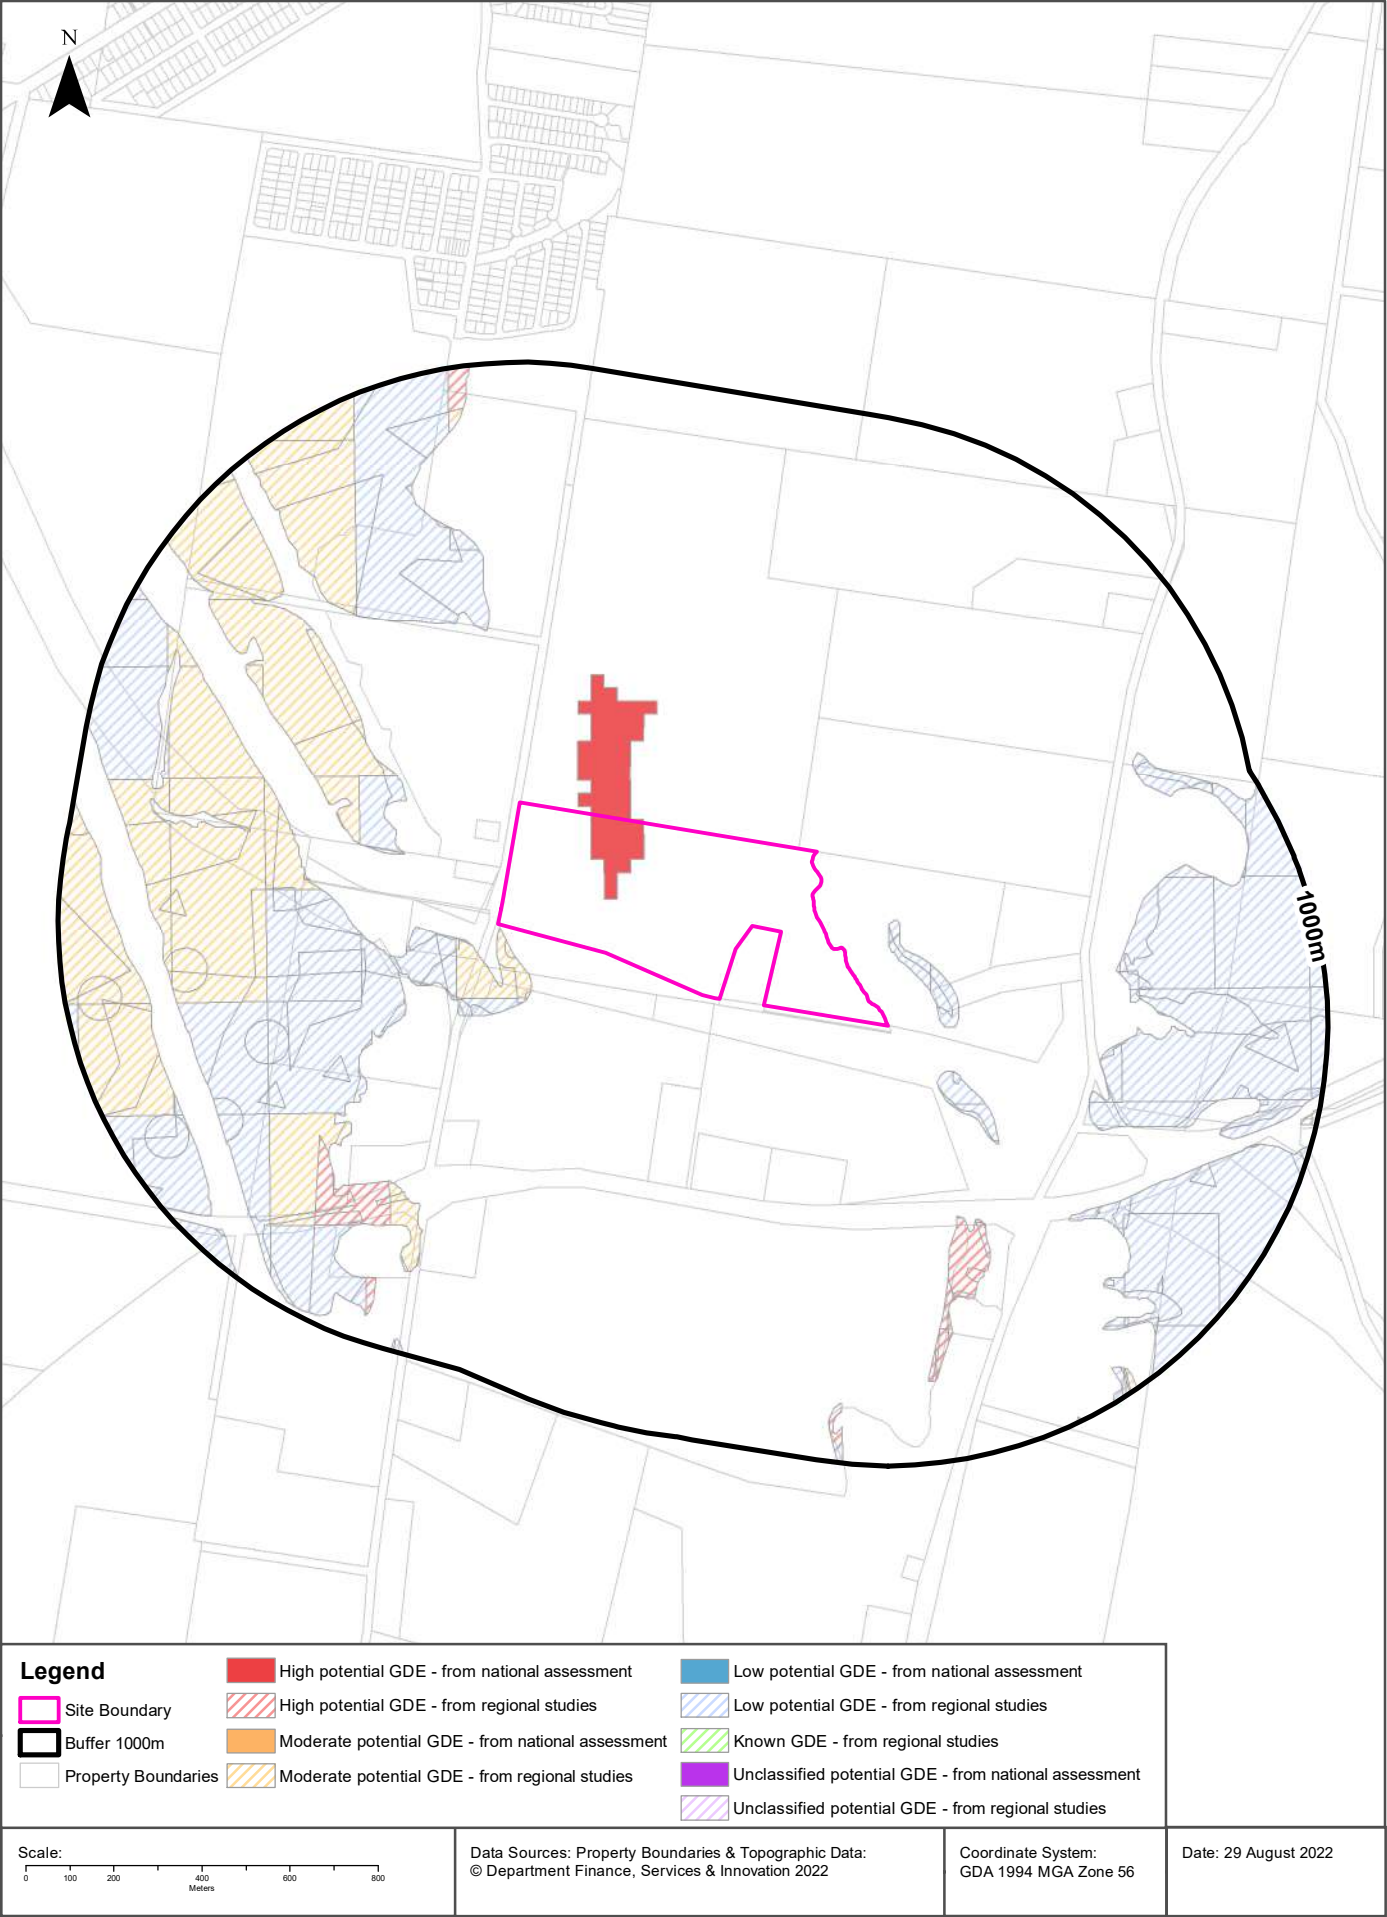 N
1000m
Legend
Site Boundary
Buffer 1000m
Property Boundaries
High potential GDE - from national assessment
High potential GDE - from regional studies
Moderate potential GDE - from national assessment
Moderate potential GDE - from regional studies
Low potential GDE - from national assessment
Low potential GDE - from regional studies
Known GDE - from regional studies
Unclassified potential GDE - from national assessment
Unclassified potential GDE - from regional studies
Scale:
0 100 200 400 600 800
Meters
Data Sources: Property Boundaries & Topographic Data:
© Department Finance, Services & Innovation 2022
Coordinate System:
GDA 1994 MGA Zone 56
Date: 29 August 2022